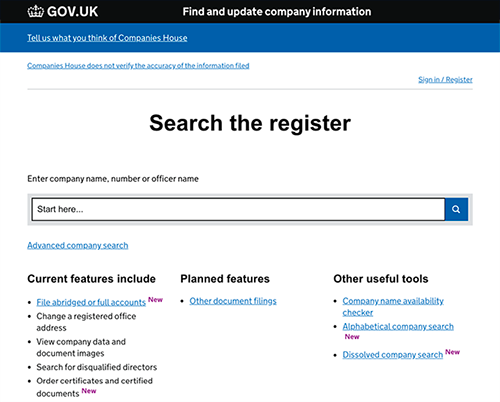 GOV.UK Find and update company information
Tell us what you think of Companies House
Companies House does not verify the accuracy of the information filed
Sign in / Register
Search the register
Enter company name, number or officer name
Start here...
Advanced company search
Current features include
File abridged or full accounts New
Change a registered office
address
View company data and
document images
Search for disqualified directors
Order certificates and certified
documents New
Planned features
Other document filings
Other useful tools
Company name availability
checker
Alphabetical company search
New
Dissolved company search New